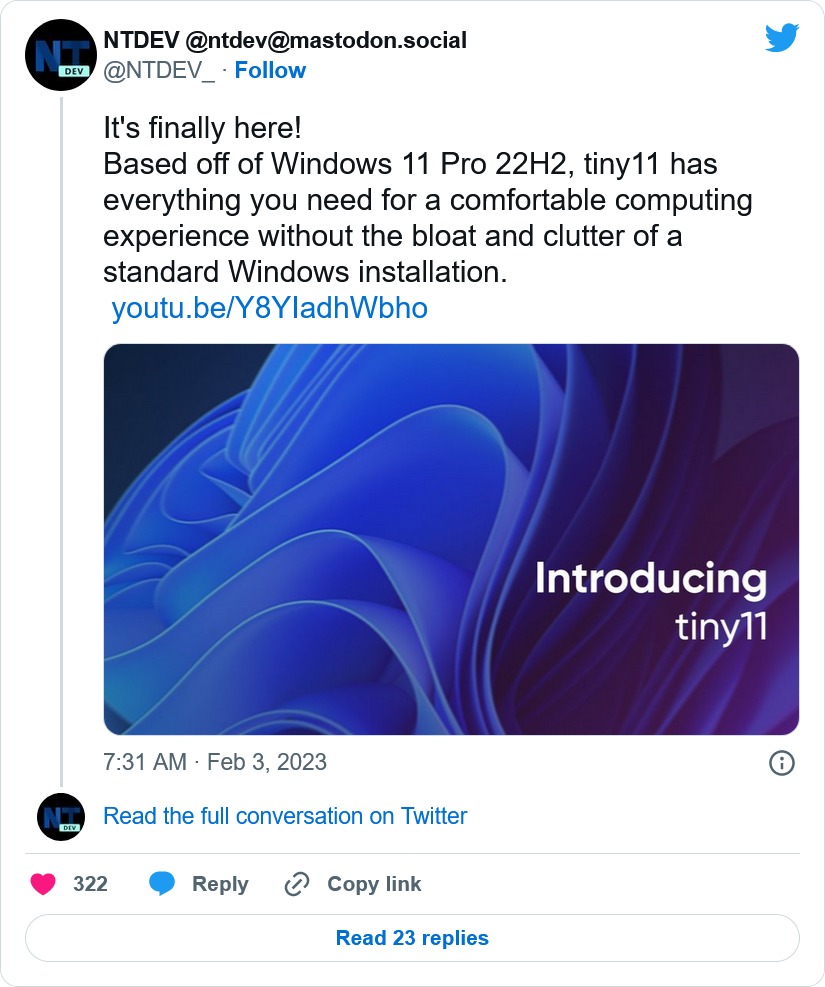 NT
DEV
NTDEV @ntdev@mastodon.social
@NTDEV_ · Follow
It's finally here!
Based off of Windows 11 Pro 22H2, tiny11 has
everything you need for a comfortable computing
experience without the bloat and clutter of a
standard Windows installation.
youtu.be/Y8YIadhWbho
Introducing
tiny11
7:31 AM · Feb 3, 2023
NT
DEV
Read the full conversation on Twitter
322 Reply Copy link
Read 23 replies